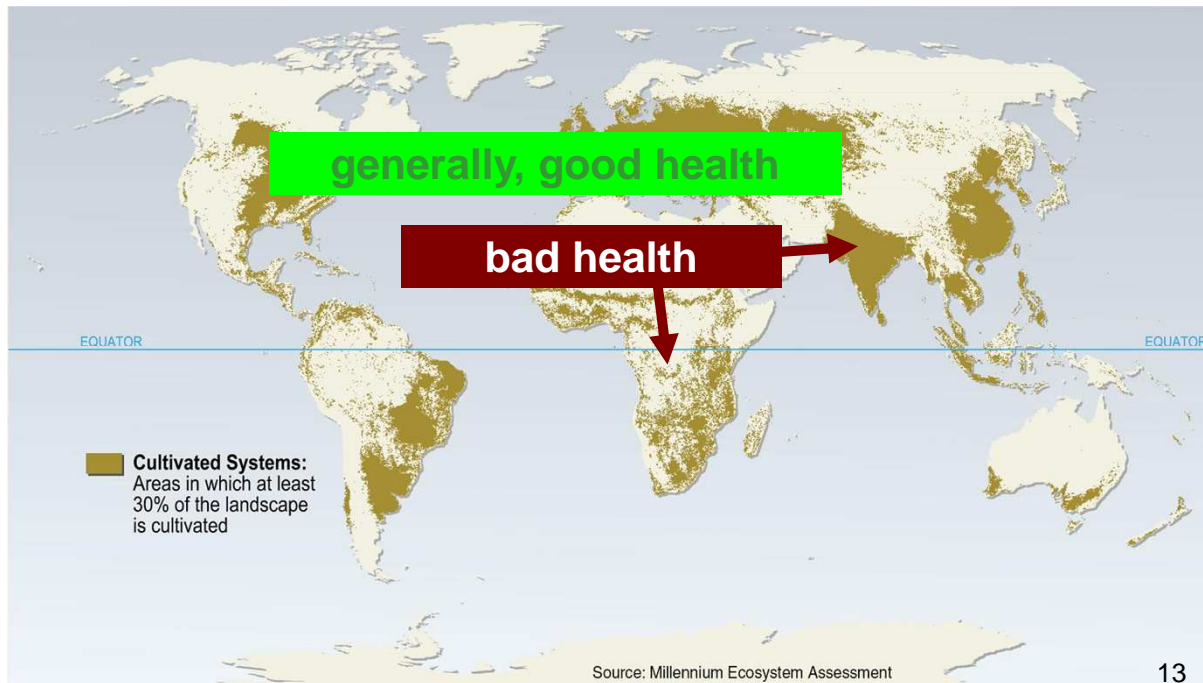 generally, good health
bad health
EQUATOR
EQUATOR
Cultivated Systems:
Areas in which at least
30% of the landscape
is cultivated
Source: Millennium Ecosystem Assessment
13